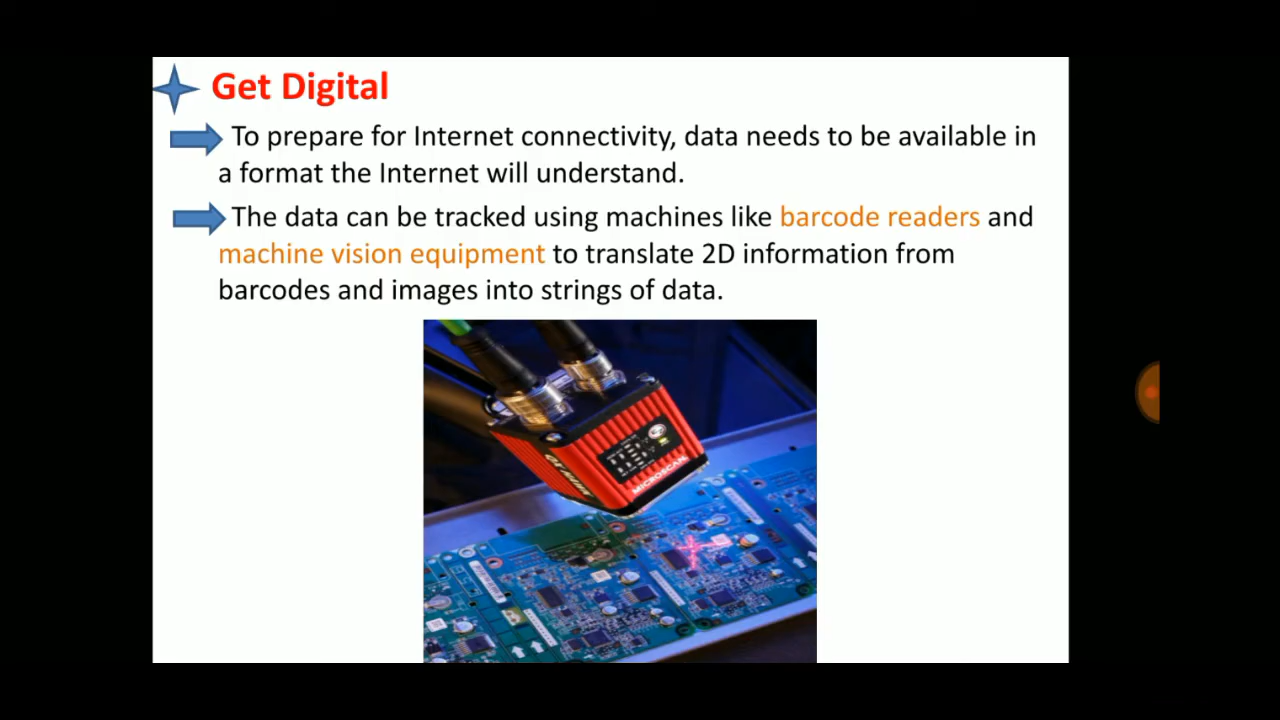 Get Digital
To prepare for Internet connectivity, data needs to be available in
a format the Internet will understand.
The data can be tracked using machines like barcode readers and
machine vision equipment to translate 2D information from
barcodes and images into strings of data.
MICROSCAN